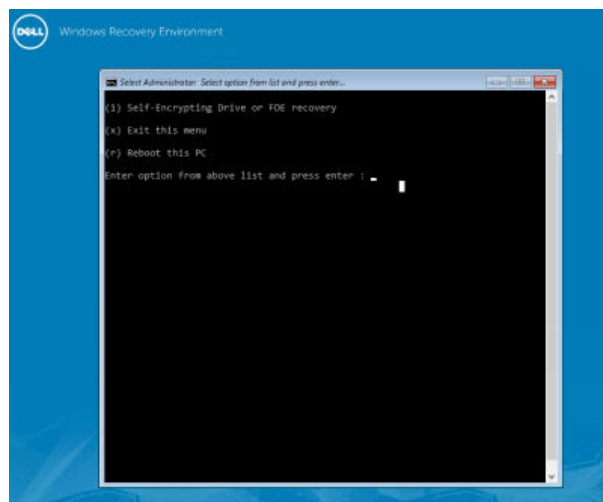 DELL
Windows Recovery Environment
Select Administrator: Select option from list and press enter...
(1) Self-Encrypting Drive or FDE recovery
(x) Exit this menu
(r) Reboot this PC
Enter option from above list and press enter :